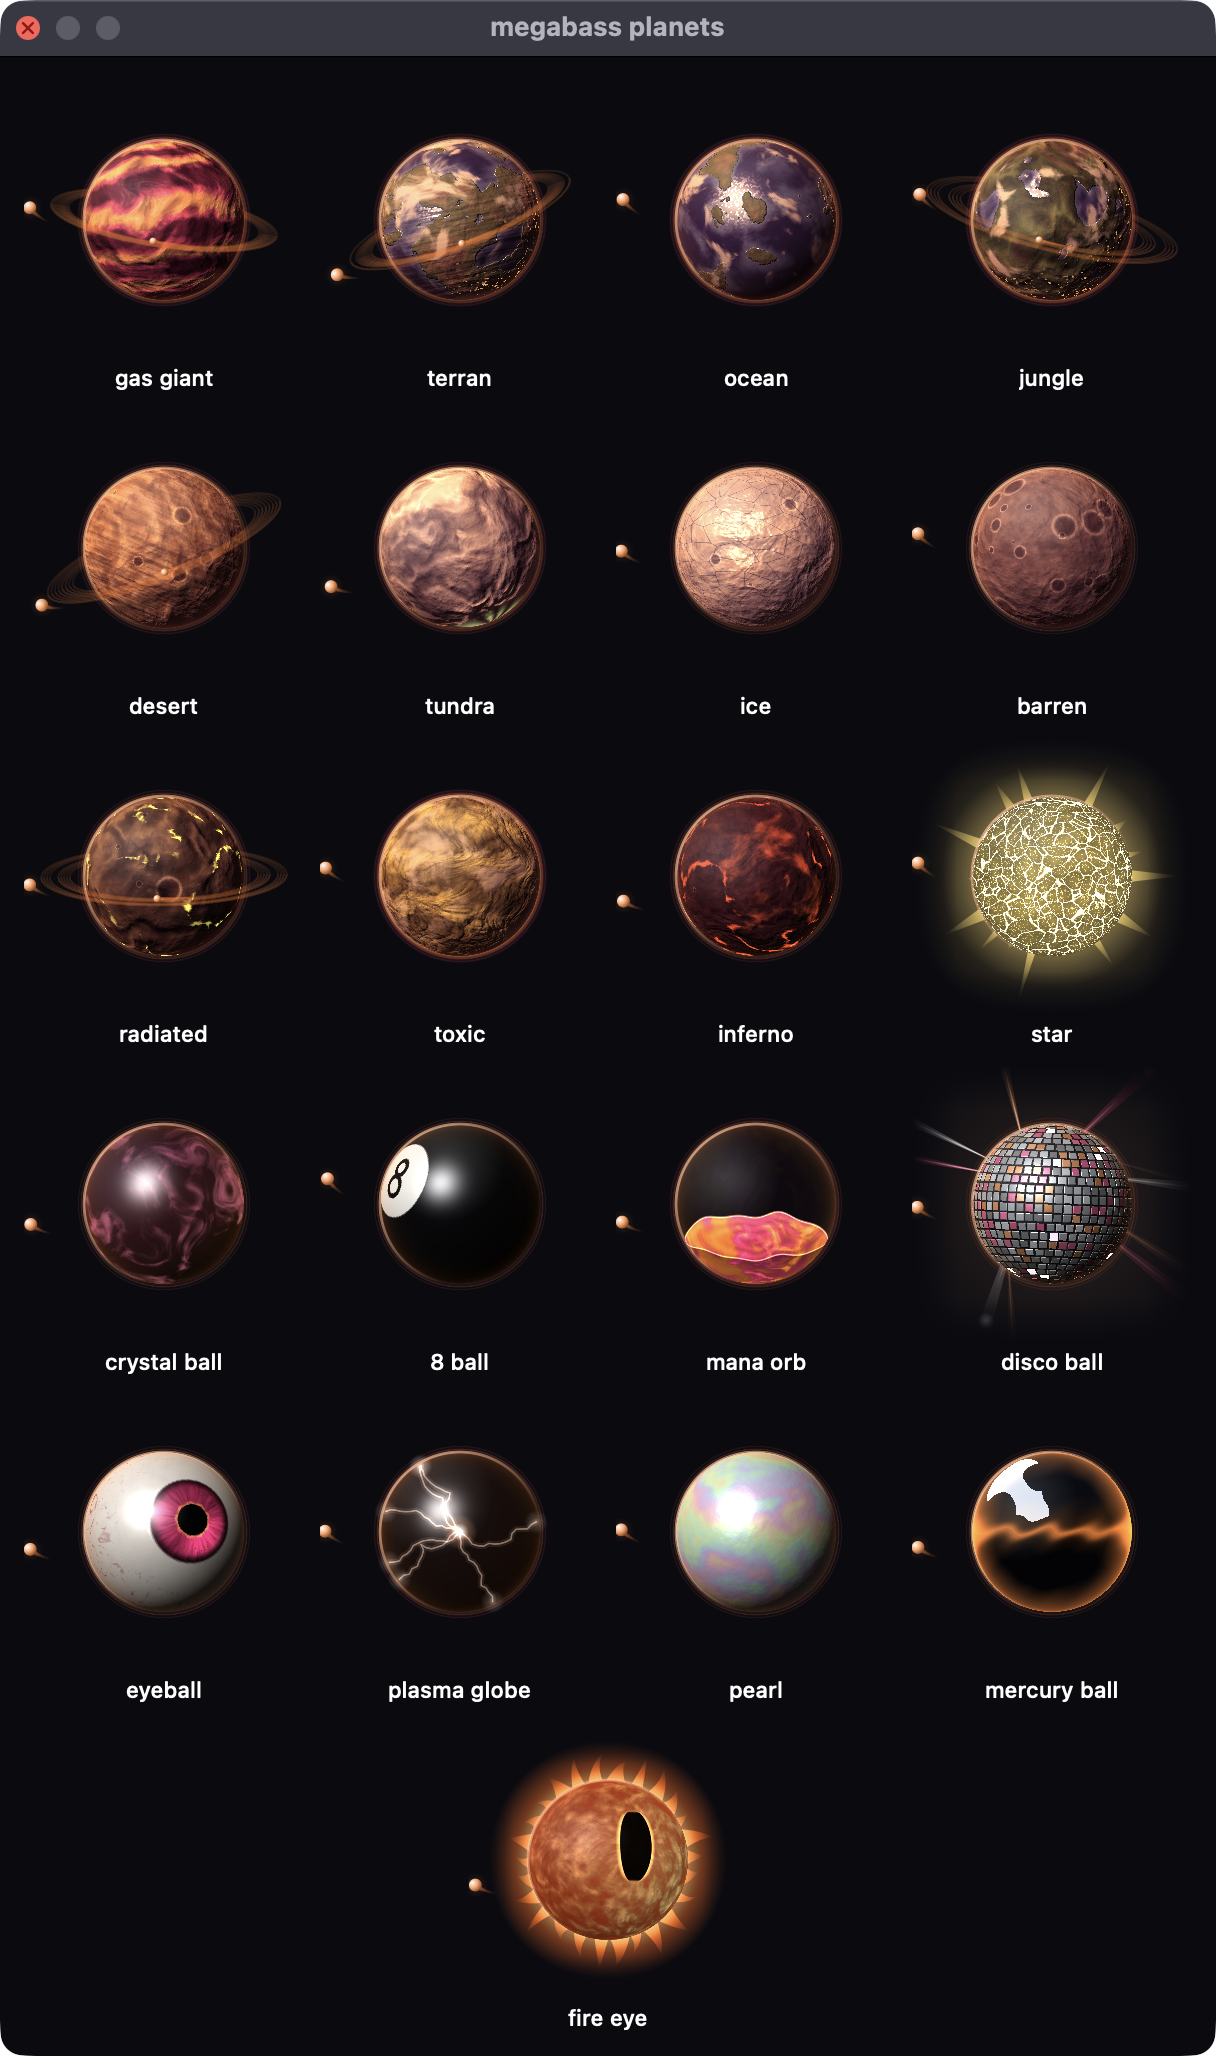 megabass planets
gas giant
terran
ocean
jungle
desert
tundra
ice
barren
radiated
toxic
inferno
star
8
crystal ball
8 ball
mana orb
disco ball
eyeball
plasma globe
pearl
mercury ball
fire eye